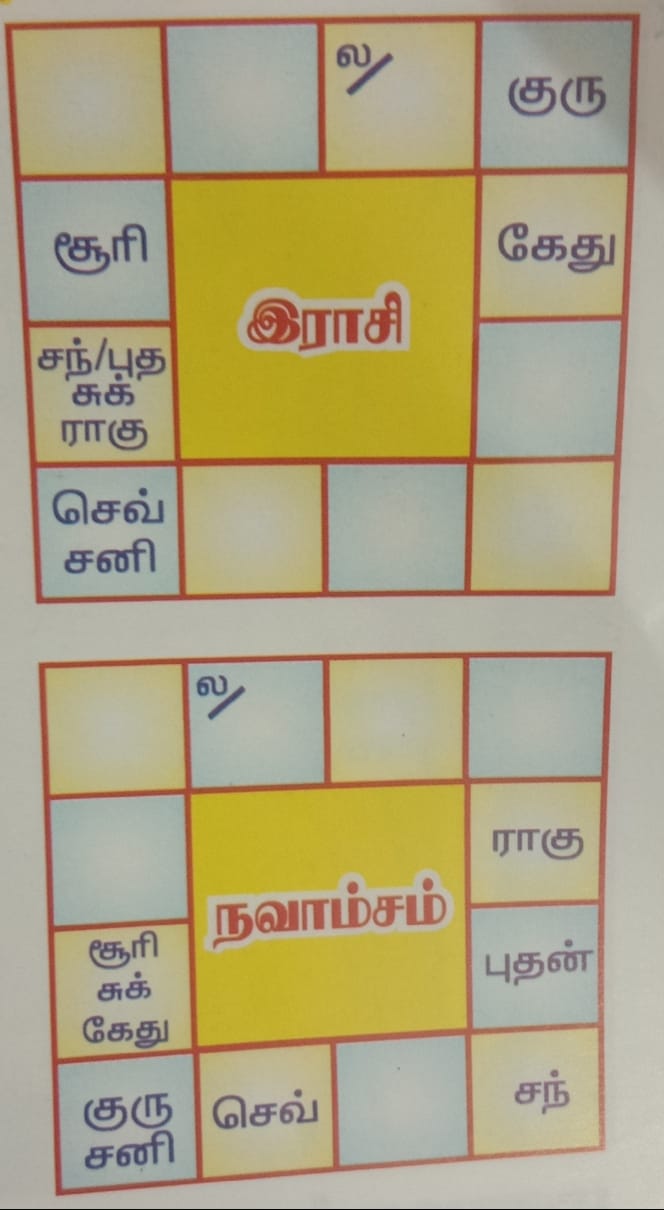 ல/
குரு
சூரி
கேது
இராசி
சந்/புத
சுக்
ராகு
செவ்
சனி
ல/
ராகு
நவாம்சம்
சூரி
சுக்
கேது
புதன்
குரு
சனி
செவ்
சந்